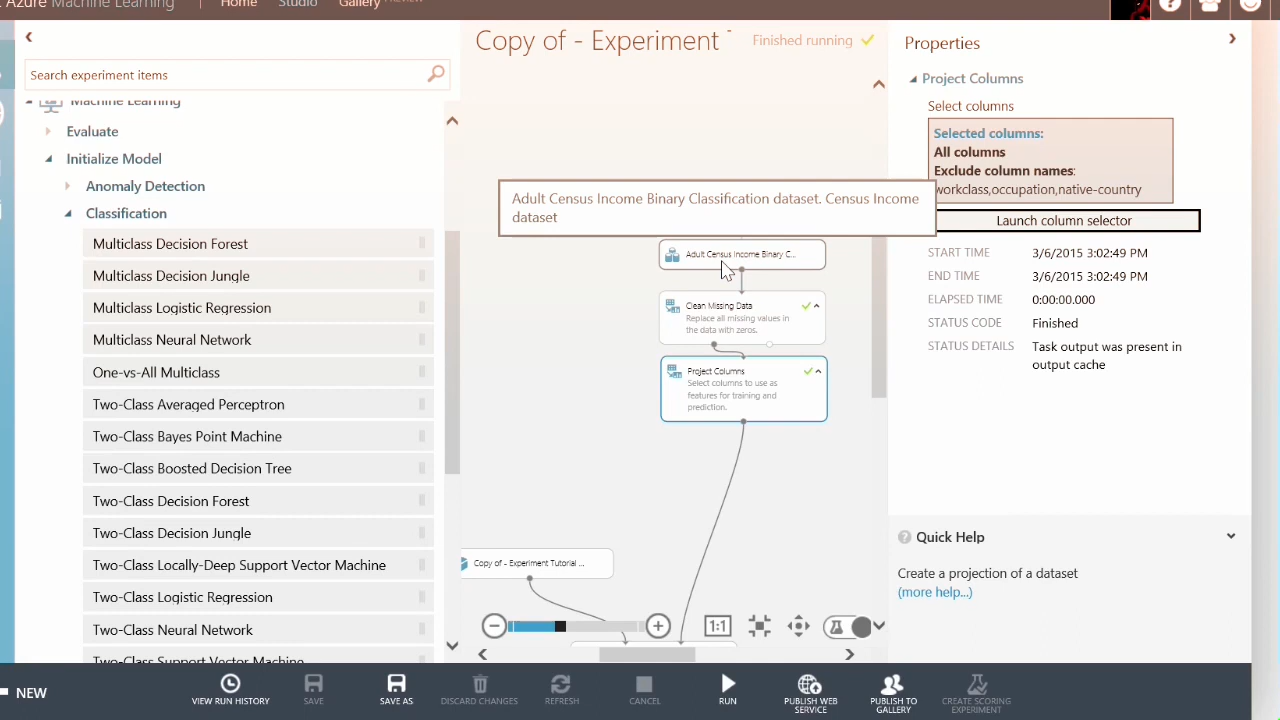 Azure Machine Learning
Home
Studio
Gallery
PREVIEW
Search experiment items
Machine Learning
Evaluate
Initialize Model
Anomaly Detection
Classification
Multiclass Decision Forest
Multiclass Decision Jungle
Multiclass Logistic Regression
Multiclass Neural Network
One-vs-All Multiclass
Two-Class Averaged Perceptron
Two-Class Bayes Point Machine
Two-Class Boosted Decision Tree
Two-Class Decision Forest
Two-Class Decision Jungle
Two-Class Locally-Deep Support Vector Machine
Two-Class Logistic Regression
Two-Class Neural Network
Two-Class Support Vector Machine
Copy of - Experiment
Finished running
Adult Census Income Binary Classification dataset. Census Income
dataset
Adult Census Income Binary C...
Clean Missing Data
Replace all missing values in
the data with zeros.
Project Columns
Select columns to use as
features for training and
prediction.
Copy of - Experiment Tutorial ...
1:1
Properties
Project Columns
Select columns
Selected columns:
All columns
Exclude column names:
workclass,occupation,native-country
Launch column selector
START TIME 3/6/2015 3:02:49 PM
END TIME 3/6/2015 3:02:49 PM
ELAPSED TIME 0:00:00.000
STATUS CODE Finished
STATUS DETAILS Task output was present in
output cache
? Quick Help
Create a projection of a dataset
(more help...)
NEW
VIEW RUN HISTORY
SAVE
SAVE AS
DISCARD CHANGES
REFRESH
CANCEL
RUN
PUBLISH WEB
SERVICE
PUBLISH TO
GALLERY
CREATE SCORING
EXPERIMENT